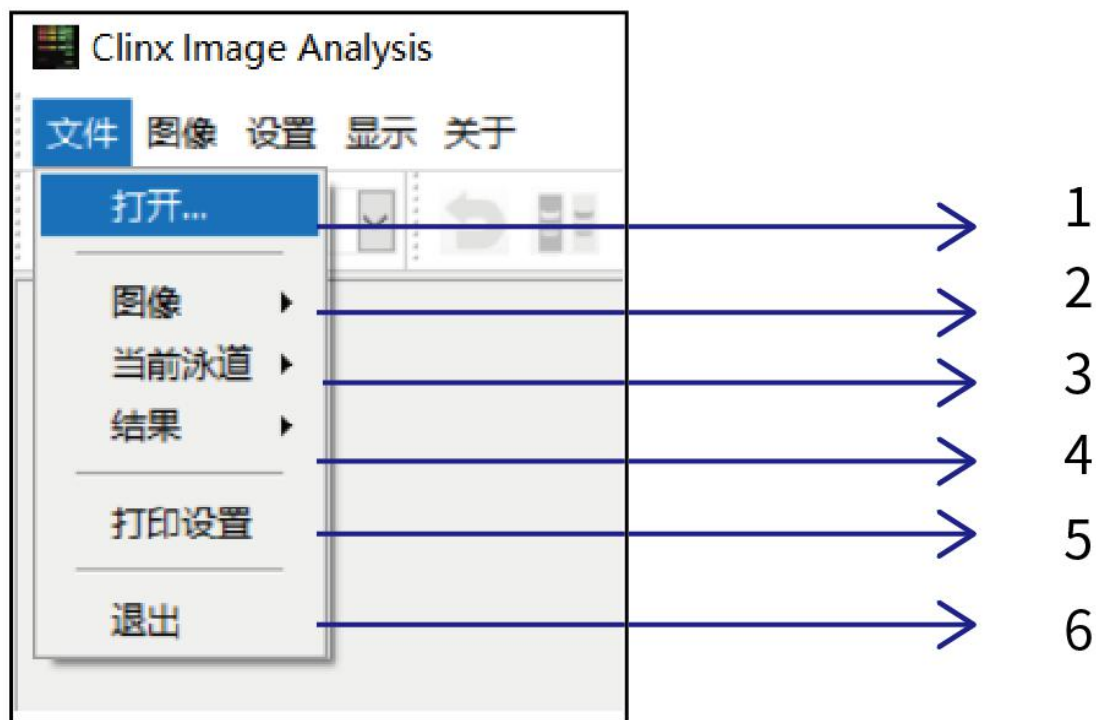 Clinx Image Analysis
文件 图像 设置 显示 关于
打开... 1
图像 2
当前泳道 3
结果 4
打印设置 5
退出 6